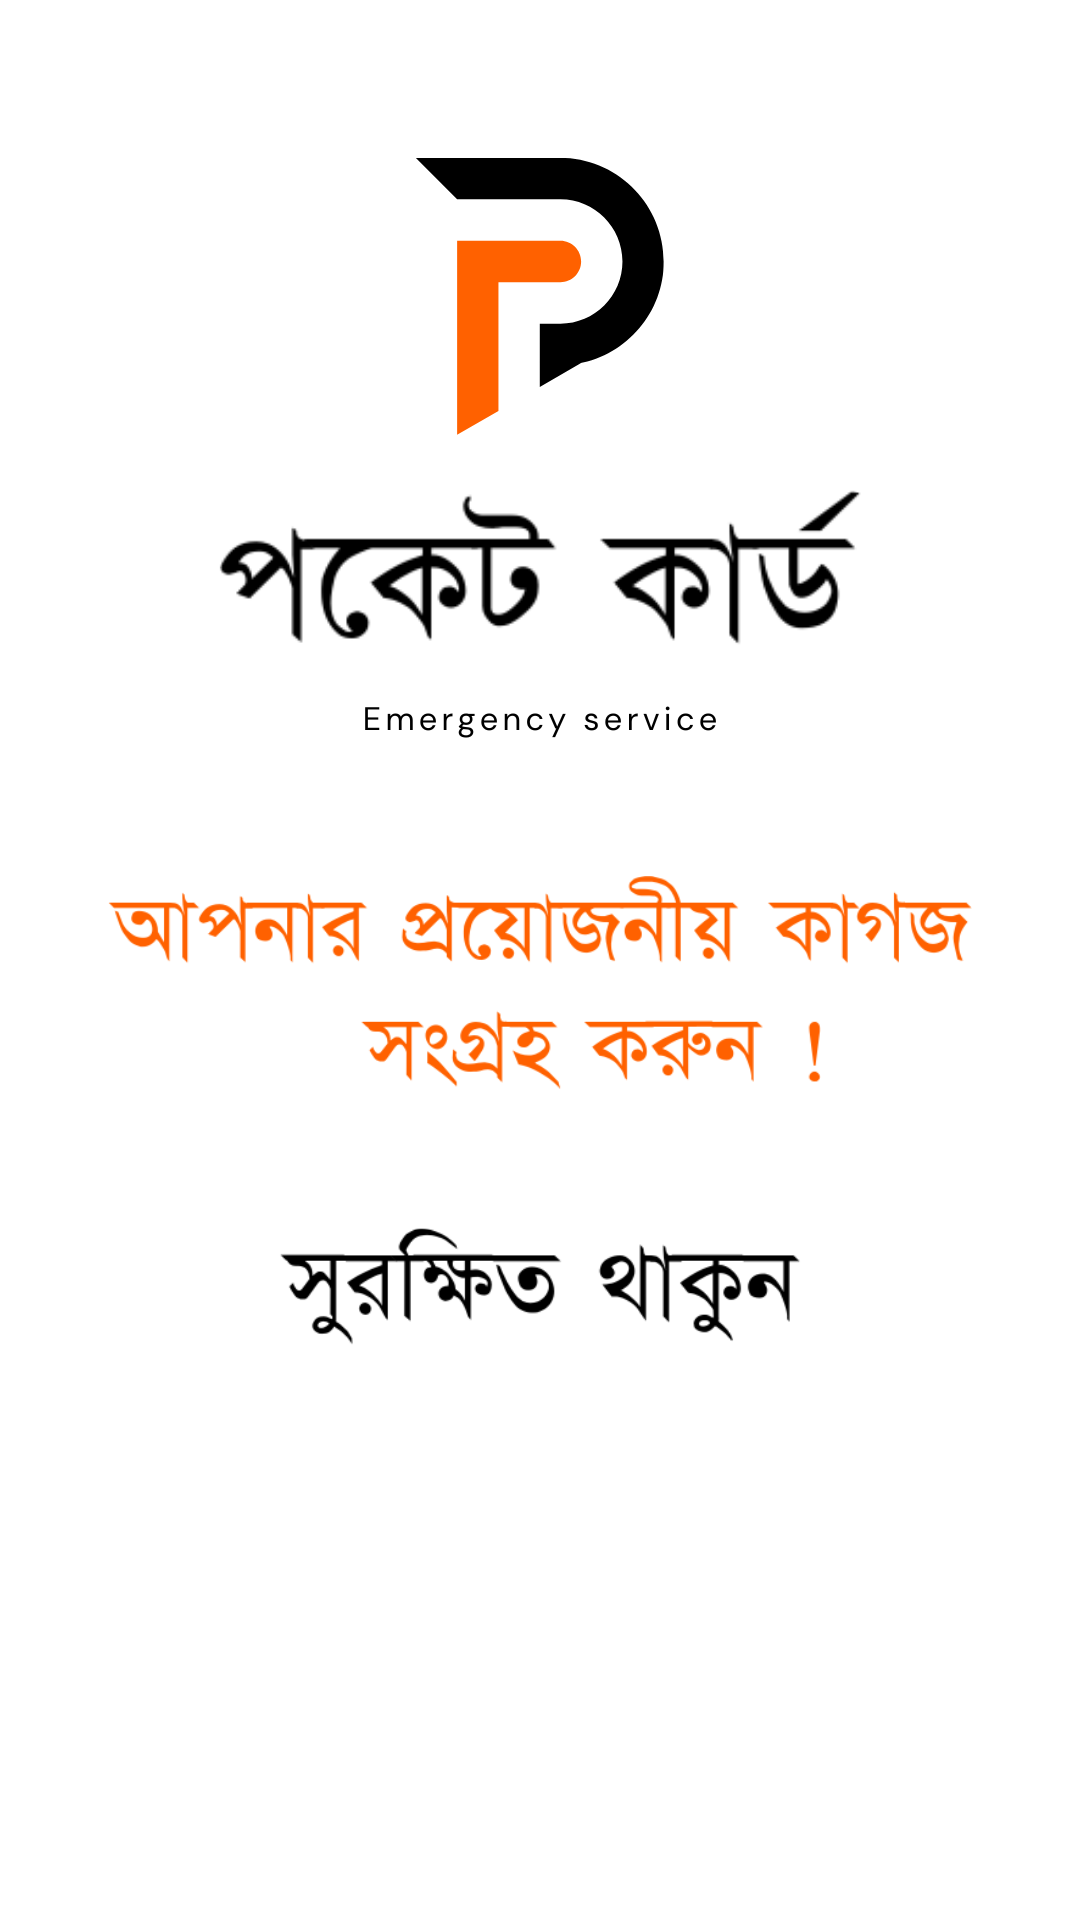 পকেট কার্ড
Emergency service
আপনার প্রয়োজনীয় কাগজ
সংগ্রহ করুন !
সুরক্ষিত থাকুন